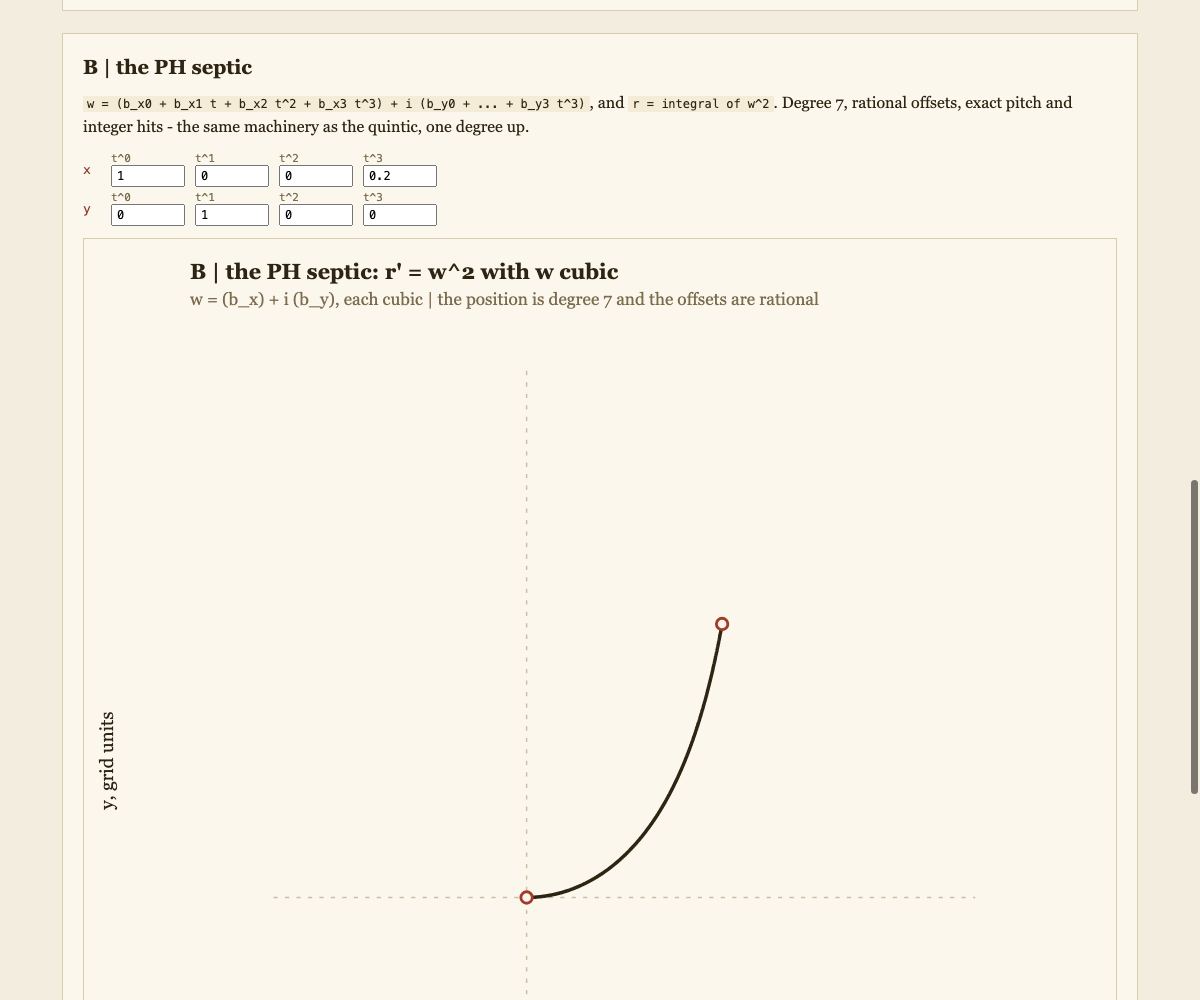 B | the PH septic
w = (b_x0 + b_x1 t + b_x2 t^2 + b_x3 t^3) + i (b_y0 + ... + b_y3 t^3), and r = integral of w^2. Degree 7, rational offsets, exact pitch and
integer hits - the same machinery as the quintic, one degree up.
t^0 t^1 t^2 t^3
x 1 0 0 0.2
t^0 t^1 t^2 t^3
y 0 1 0 0
B | the PH septic: r' = w^2 with w cubic
w = (b_x) + i (b_y), each cubic | the position is degree 7 and the offsets are rational
y, grid units